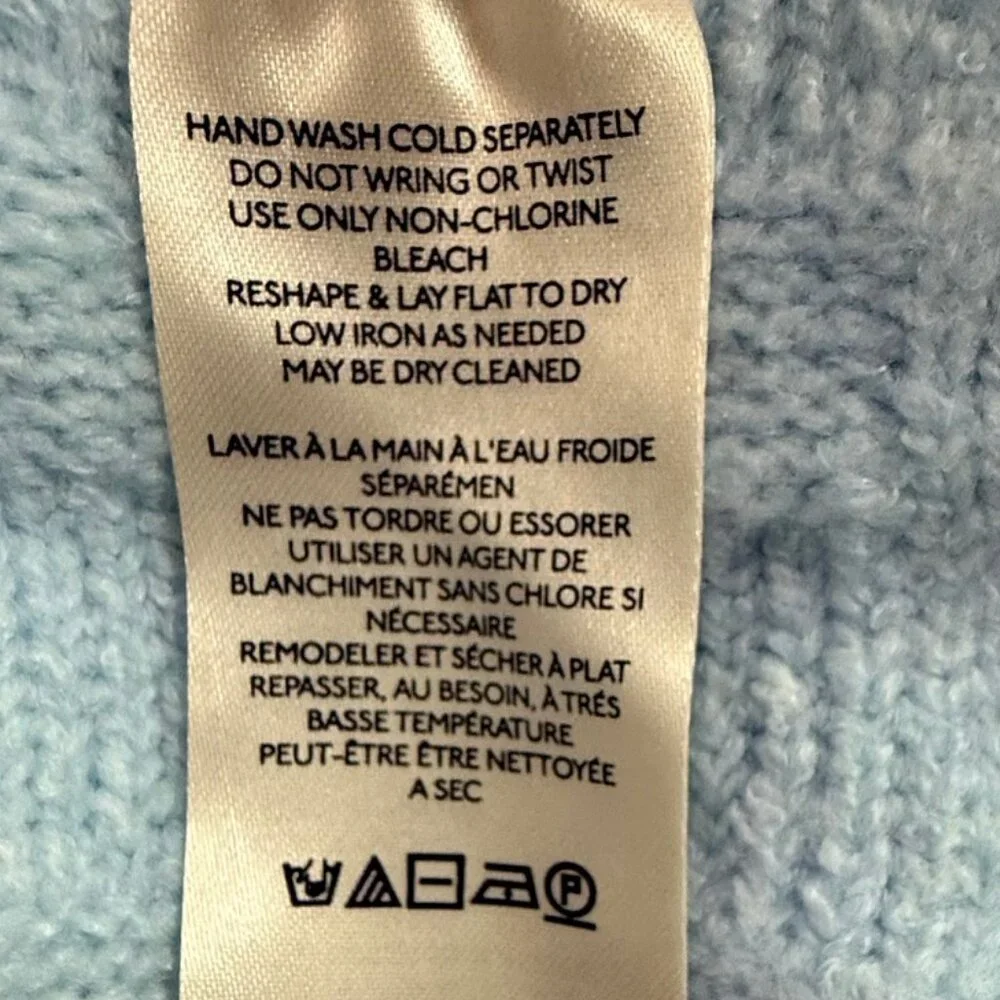 HAND WASH COLD SEPARATELY
DO NOT WRING OR TWIST
USE ONLY NON-CHLORINE
BLEACH
RESHAPE & LAY FLAT TO DRY
LOW IRON AS NEEDED
MAY BE DRY CLEANED
LAVER À LA MAIN À L'EAU FROIDE
SÉPARÉMEN
NE PAS TORDRE OU ESSORER
UTILISER UN AGENT DE
BLANCHIMENT SANS CHLORE SI
NÉCESSAIRE
REMODELER ET SÉCHER À PLAT
REPASSER, AU BESOIN, À TRÉS
BASSE TEMPÉRATURE
PEUT-ÊTRE ÊTRE NETTOYÉE
A SEC
P